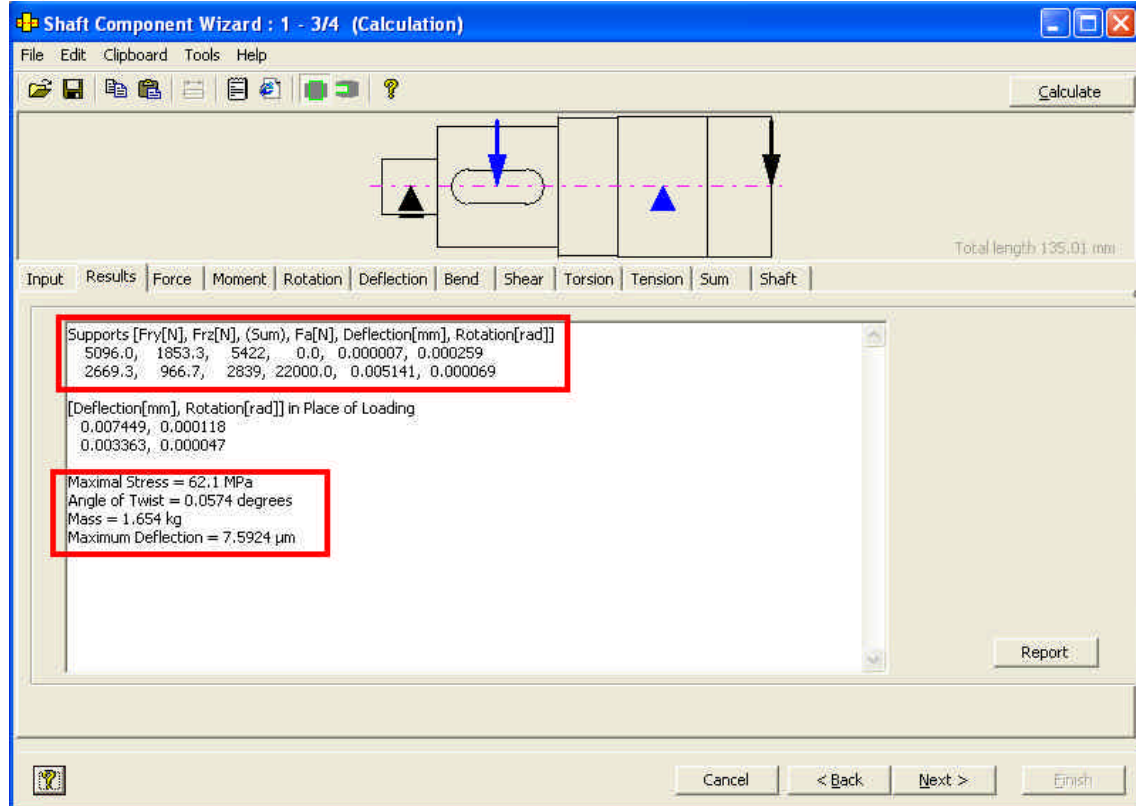 Shaft Component Wizard : 1 - 3/4 (Calculation)
File Edit Clipboard Tools Help
Calculate
Total length 135.01 mm
Input Results Force Moment Rotation Deflection Bend Shear Torsion Tension Sum Shaft
Supports [Fry[N], Frz[N], (Sum), Fa[N], Deflection[mm], Rotation[rad]]
5096.0, 1853.3, 5422, 0.0, 0.000007, 0.000259
2669.3, 966.7, 2839, 22000.0, 0.005141, 0.000069
[Deflection[mm], Rotation[rad]] in Place of Loading
0.007449, 0.000118
0.003363, 0.000047
Maximal Stress = 62.1 MPa
Angle of Twist = 0.0574 degrees
Mass = 1.654 kg
Maximum Deflection = 7.5924 µm
Report
Cancel < Back Next > Finish